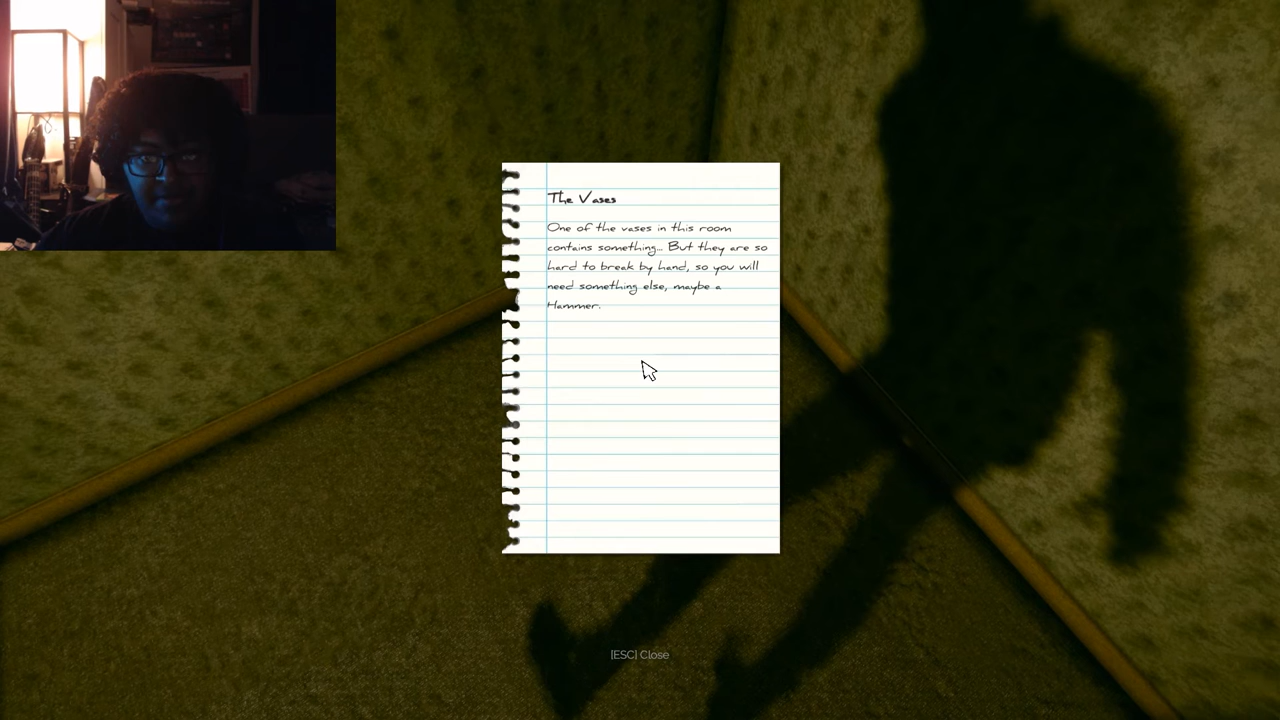 The Vases
One of the vases in this room
contains something... But they are so
hard to break by hand, so you will
need something else, maybe a
Hammer.
[ESC] Close